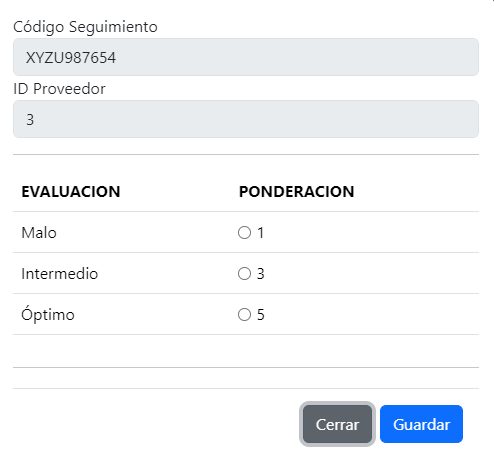 Código Seguimiento
XYZU987654
ID Proveedor
3
EVALUACION PONDERACION
Malo 1
Intermedio 3
Óptimo 5
Cerrar Guardar